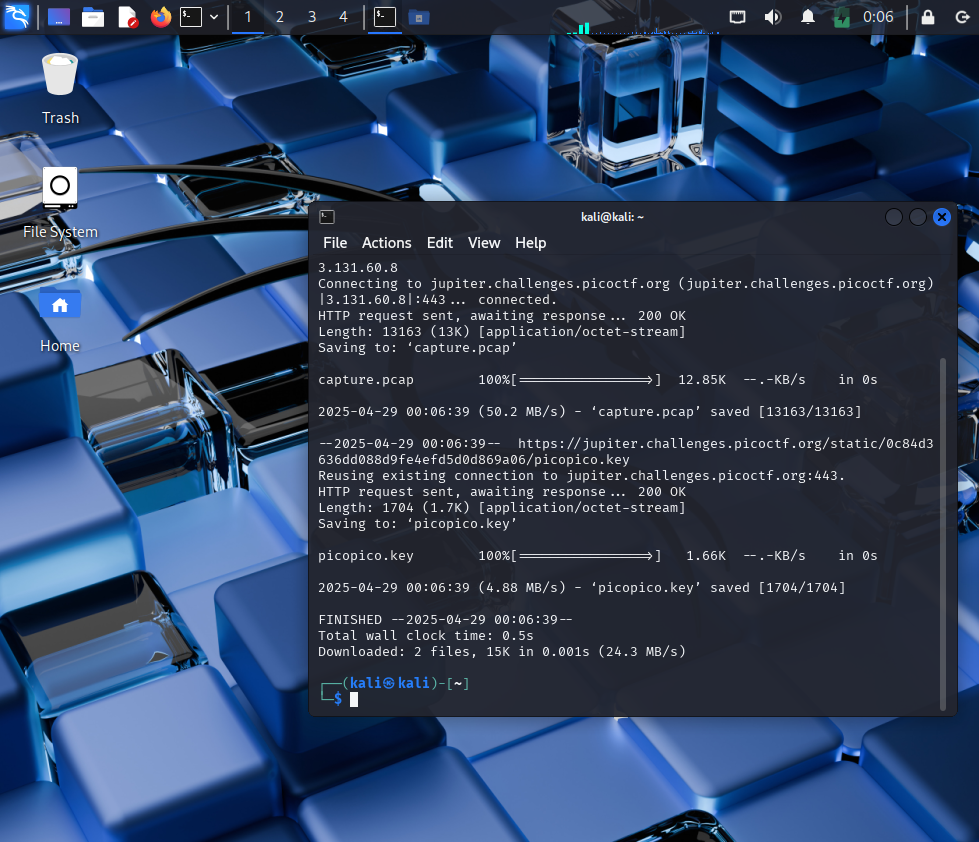 1 2 3 4 0:06
Trash
File System
Home
kali@kali: ~
File Actions Edit View Help
3.131.60.8
Connecting to jupiter.challenges.picoctf.org (jupiter.challenges.picoctf.org)
|3.131.60.8|:443... connected.
HTTP request sent, awaiting response... 200 OK
Length: 13163 (13K) [application/octet-stream]
Saving to: ‘capture.pcap’
capture.pcap 100%[================>] 12.85K --.-KB/s in 0s
2025-04-29 00:06:39 (50.2 MB/s) - ‘capture.pcap’ saved [13163/13163]
--2025-04-29 00:06:39-- https://jupiter.challenges.picoctf.org/static/0c84d3
636dd088d9fe4efd5d0d869a06/picopico.key
Reusing existing connection to jupiter.challenges.picoctf.org:443.
HTTP request sent, awaiting response... 200 OK
Length: 1704 (1.7K) [application/octet-stream]
Saving to: ‘picopico.key’
picopico.key 100%[================>] 1.66K --.-KB/s in 0s
2025-04-29 00:06:39 (4.88 MB/s) - ‘picopico.key’ saved [1704/1704]
FINISHED --2025-04-29 00:06:39--
Total wall clock time: 0.5s
Downloaded: 2 files, 15K in 0.001s (24.3 MB/s)
┌──(kali㉿kali)-[~]
└─$